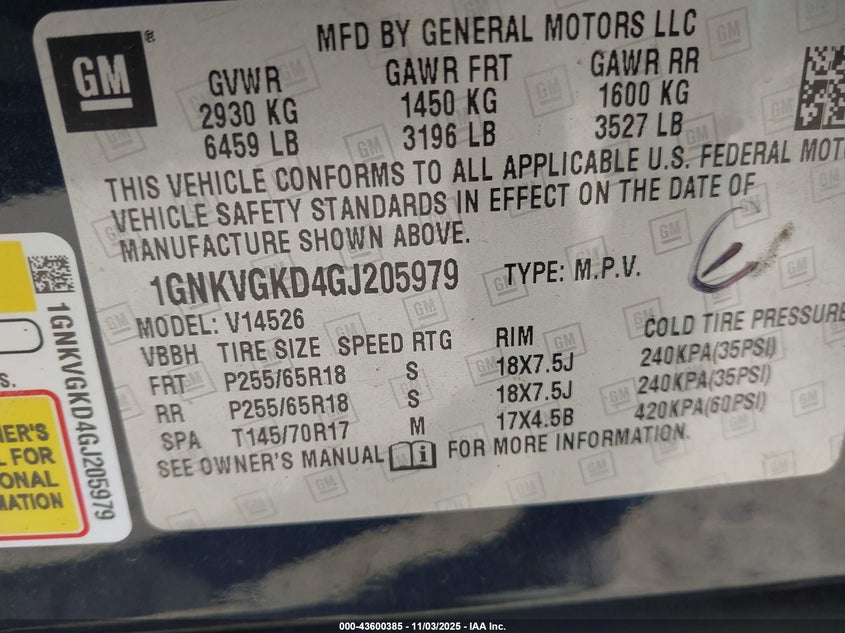 GM
®
MFD BY GENERAL MOTORS LLC
GVWR GAWR FRT GAWR RR
2930 KG 1450 KG 1600 KG
6459 LB 3196 LB 3527 LB
THIS VEHICLE CONFORMS TO ALL APPLICABLE U.S. FEDERAL MOT
VEHICLE SAFETY STANDARDS IN EFFECT ON THE DATE OF
MANUFACTURE SHOWN ABOVE.
1GNKVGKD4GJ205979 TYPE: M.P.V.
MODEL: V14526
VBBH TIRE SIZE SPEED RTG RIM COLD TIRE PRESSURE
FRT P255/65R18 S 18X7.5J 240KPA(35PSI)
RR P255/65R18 S 18X7.5J 240KPA(35PSI)
SPA T145/70R17 M 17X4.5B 420KPA(60PSI)
SEE OWNER'S MANUAL i FOR MORE INFORMATION.
1GNKVGKD4GJ205979
S.
NER'S
L FOR
IONAL
MATION
000-43600385 - 11/03/2025 - IAA Inc.